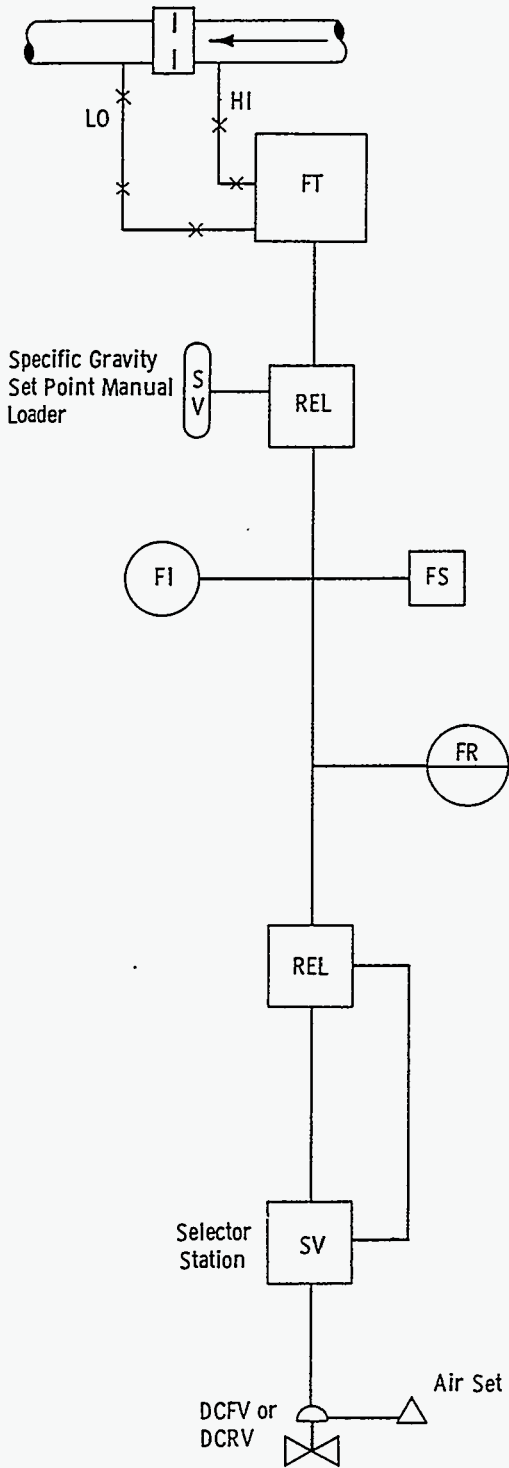 LO
HI
FT
Specific Gravity
Set Point Manual
Loader
S
V
REL
FI
FS
FR
REL
Selector
Station
SV
Air Set
DCFV or
DCRV